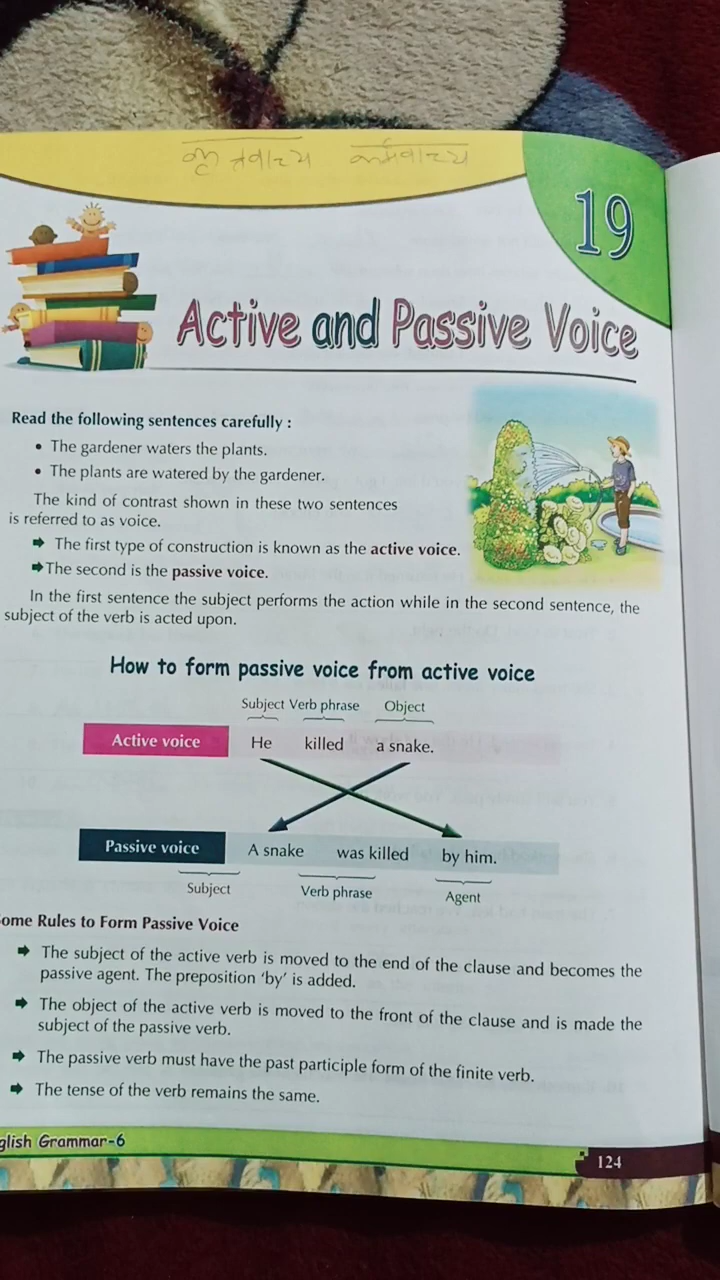 कृतवाच्य कर्मवाच्य
19
Active and Passive Voice
Read the following sentences carefully :
• The gardener waters the plants.
• The plants are watered by the gardener.
The kind of contrast shown in these two sentences
is referred to as voice.
➡ The first type of construction is known as the active voice.
➡The second is the passive voice.
In the first sentence the subject performs the action while in the second sentence, the
subject of the verb is acted upon.
How to form passive voice from active voice
Subject Verb phrase Object
Active voice He killed a snake.
Passive voice A snake was killed by him.
Subject Verb phrase Agent
ome Rules to Form Passive Voice
➡ The subject of the active verb is moved to the end of the clause and becomes the
passive agent. The preposition ‘by’ is added.
➡ The object of the active verb is moved to the front of the clause and is made the
subject of the passive verb.
➡ The passive verb must have the past participle form of the finite verb.
➡ The tense of the verb remains the same.
glish Grammar-6
124